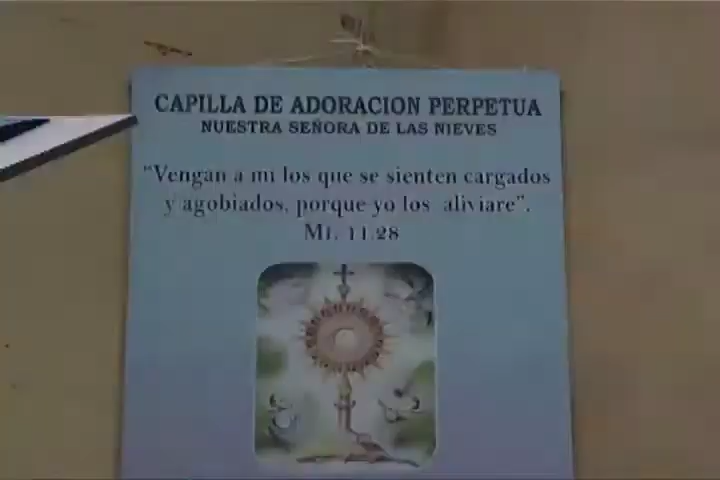 CAPILLA DE ADORACION PERPETUA
NUESTRA SEÑORA DE LAS NIEVES
"Vengan a mi los que se sienten cargados
y agobiados, porque yo los aliviare".
Mt. 11.28